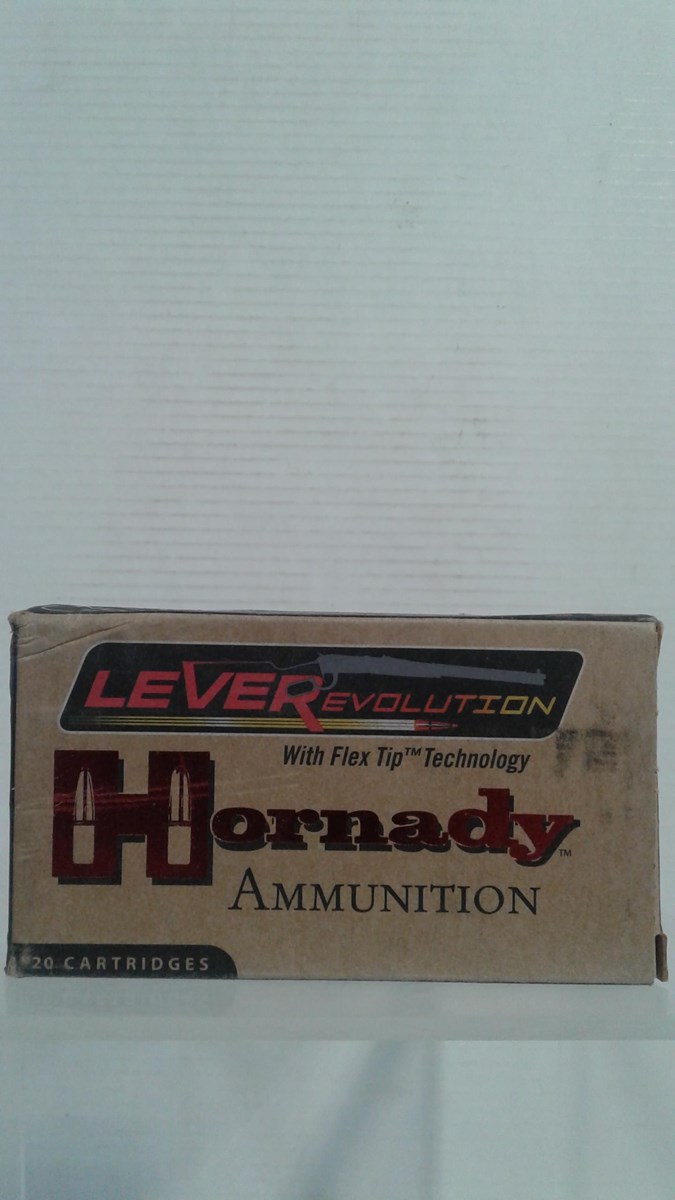 LEVEREVOLUTION
With Flex Tip™ Technology
Hornady™
AMMUNITION
20 CARTRIDGES